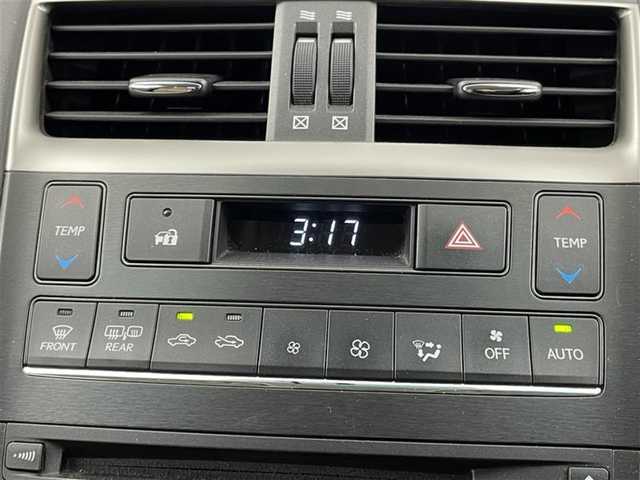 TEMP
3:17
TEMP
FRONT
REAR
OFF
AUTO